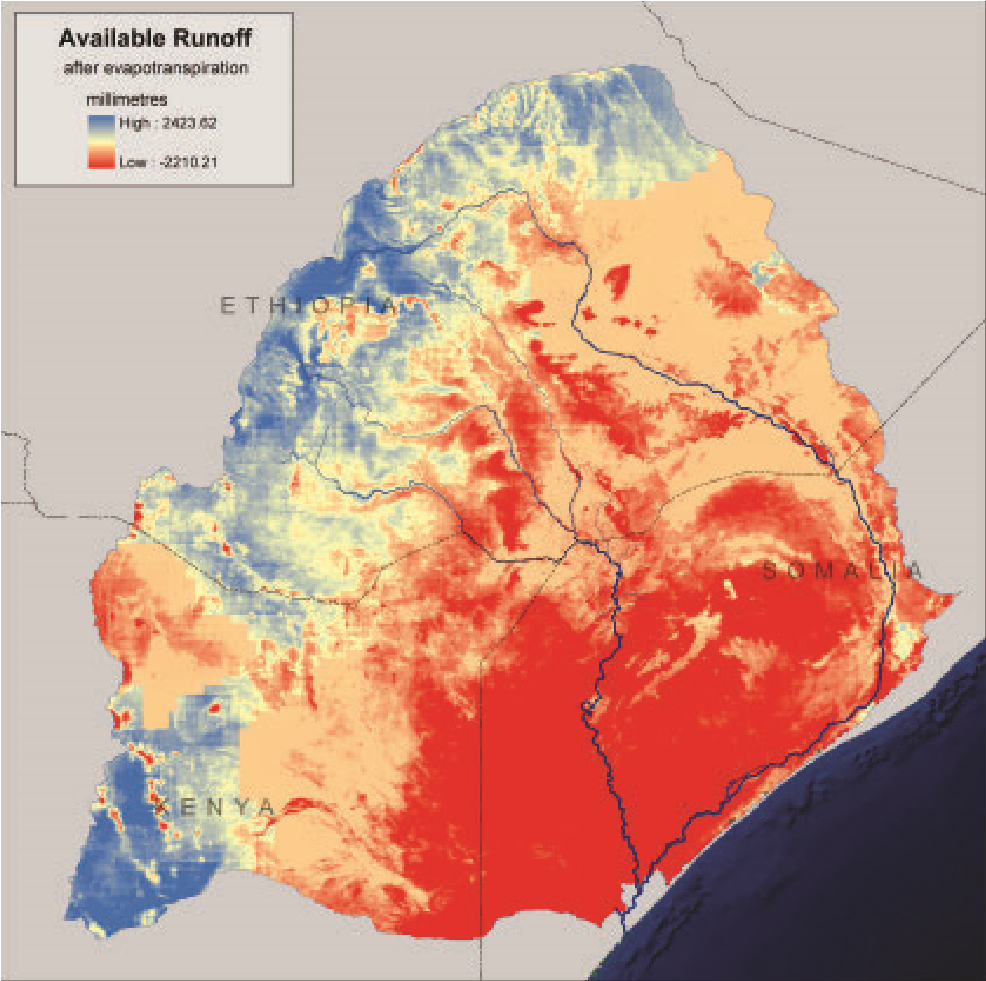 Available Runoff
after evapotranspiration
millimetres
High : 2423.62
Low : -2210.21
ETHIOPIA
SOMALIA
KENYA